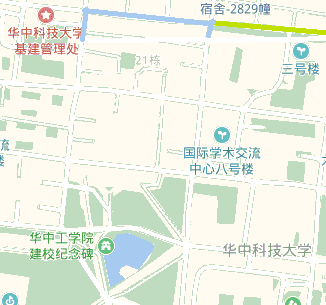 宿舍-2829幢
华中科技大学
基建管理处
21栋
三号楼
流
国际学术交流
中心八号楼
楼
华中工学院
建校纪念碑
华中科技大学